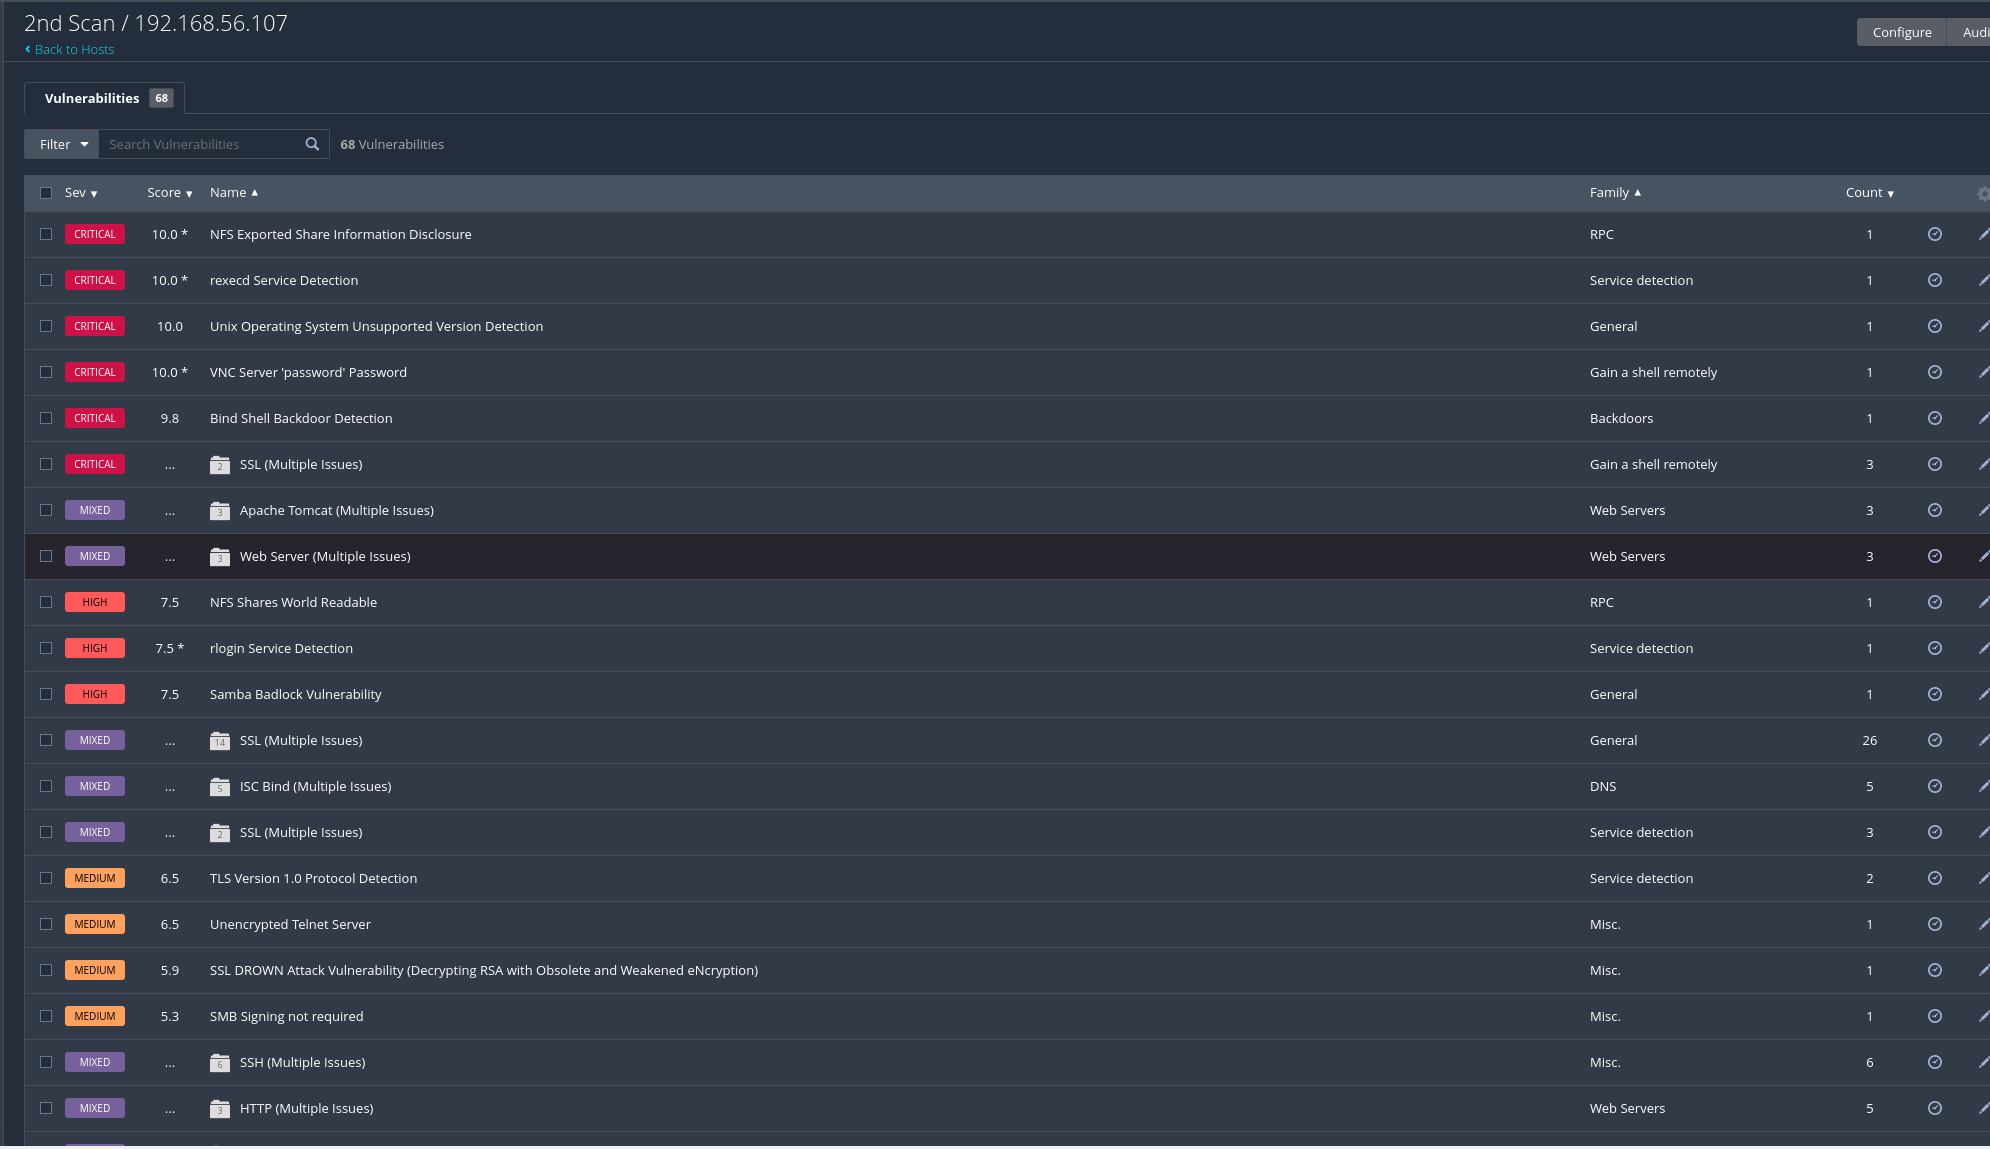 2nd Scan / 192.168.56.107
Back to Hosts
Configure Audi
Vulnerabilities 68
Filter Search Vulnerabilities 68 Vulnerabilities
Sev Score Name Family Count
CRITICAL 10.0 * NFS Exported Share Information Disclosure RPC 1
CRITICAL 10.0 * rexecd Service Detection Service detection 1
CRITICAL 10.0 Unix Operating System Unsupported Version Detection General 1
CRITICAL 10.0 * VNC Server 'password' Password Gain a shell remotely 1
CRITICAL 9.8 Bind Shell Backdoor Detection Backdoors 1
CRITICAL ... 2 SSL (Multiple Issues) Gain a shell remotely 3
MIXED ... 3 Apache Tomcat (Multiple Issues) Web Servers 3
MIXED ... 3 Web Server (Multiple Issues) Web Servers 3
HIGH 7.5 NFS Shares World Readable RPC 1
HIGH 7.5 * rlogin Service Detection Service detection 1
HIGH 7.5 Samba Badlock Vulnerability General 1
MIXED ... 14 SSL (Multiple Issues) General 26
MIXED ... 5 ISC Bind (Multiple Issues) DNS 5
MIXED ... 2 SSL (Multiple Issues) Service detection 3
MEDIUM 6.5 TLS Version 1.0 Protocol Detection Service detection 2
MEDIUM 6.5 Unencrypted Telnet Server Misc. 1
MEDIUM 5.9 SSL DROWN Attack Vulnerability (Decrypting RSA with Obsolete and Weakened eNcryption) Misc. 1
MEDIUM 5.3 SMB Signing not required Misc. 1
MIXED ... 6 SSH (Multiple Issues) Misc. 6
MIXED ... 3 HTTP (Multiple Issues) Web Servers 5